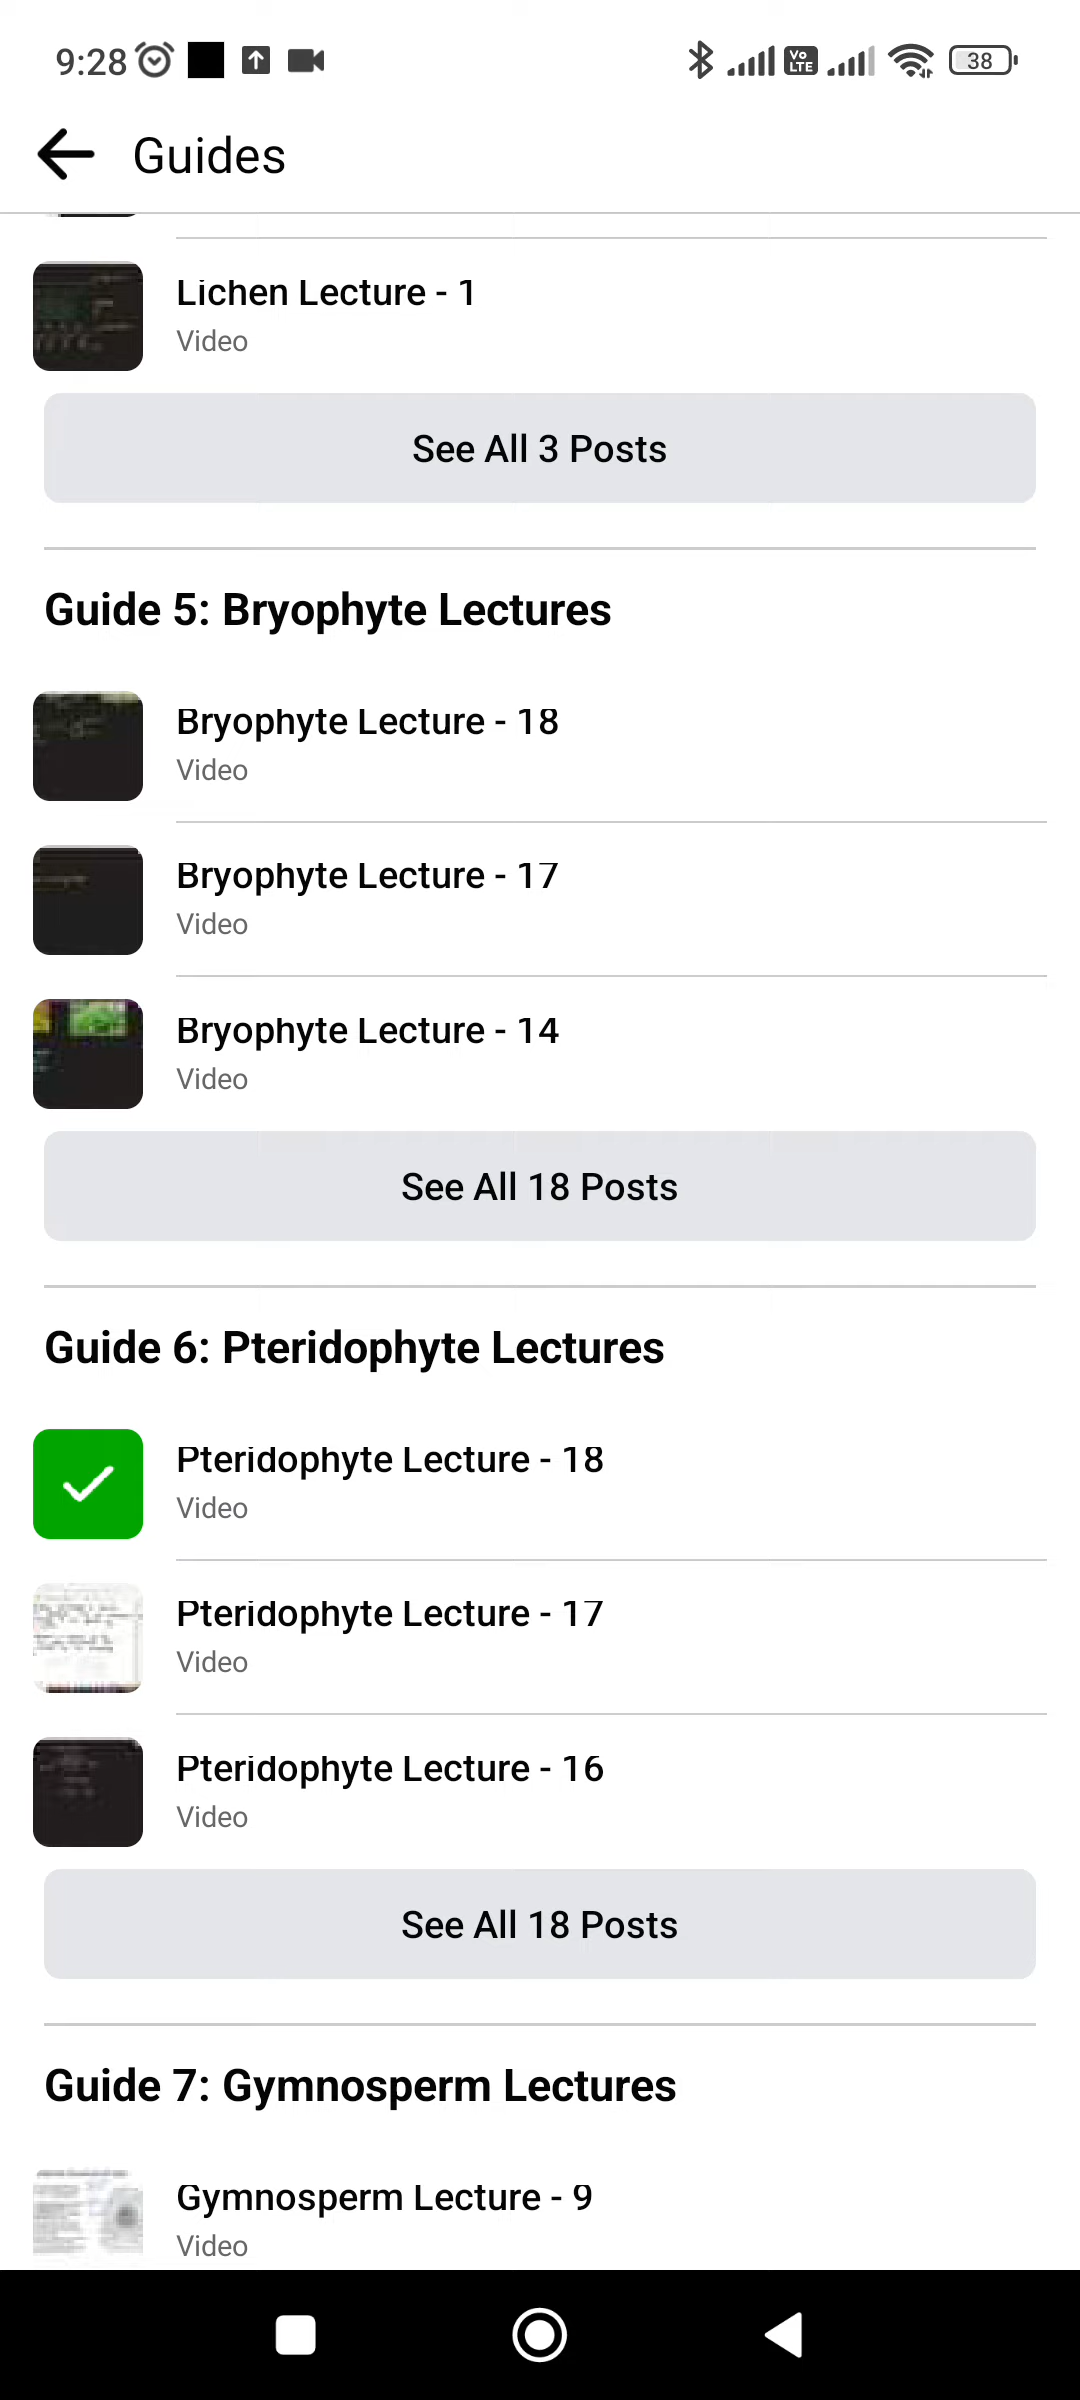 9:28
Vo
LTE
38
Guides
Lichen Lecture - 1
Video
See All 3 Posts
Guide 5: Bryophyte Lectures
Bryophyte Lecture - 18
Video
Bryophyte Lecture - 17
Video
Bryophyte Lecture - 14
Video
See All 18 Posts
Guide 6: Pteridophyte Lectures
Pteridophyte Lecture - 18
Video
Pteridophyte Lecture - 17
Video
Pteridophyte Lecture - 16
Video
See All 18 Posts
Guide 7: Gymnosperm Lectures
Gymnosperm Lecture - 9
Video